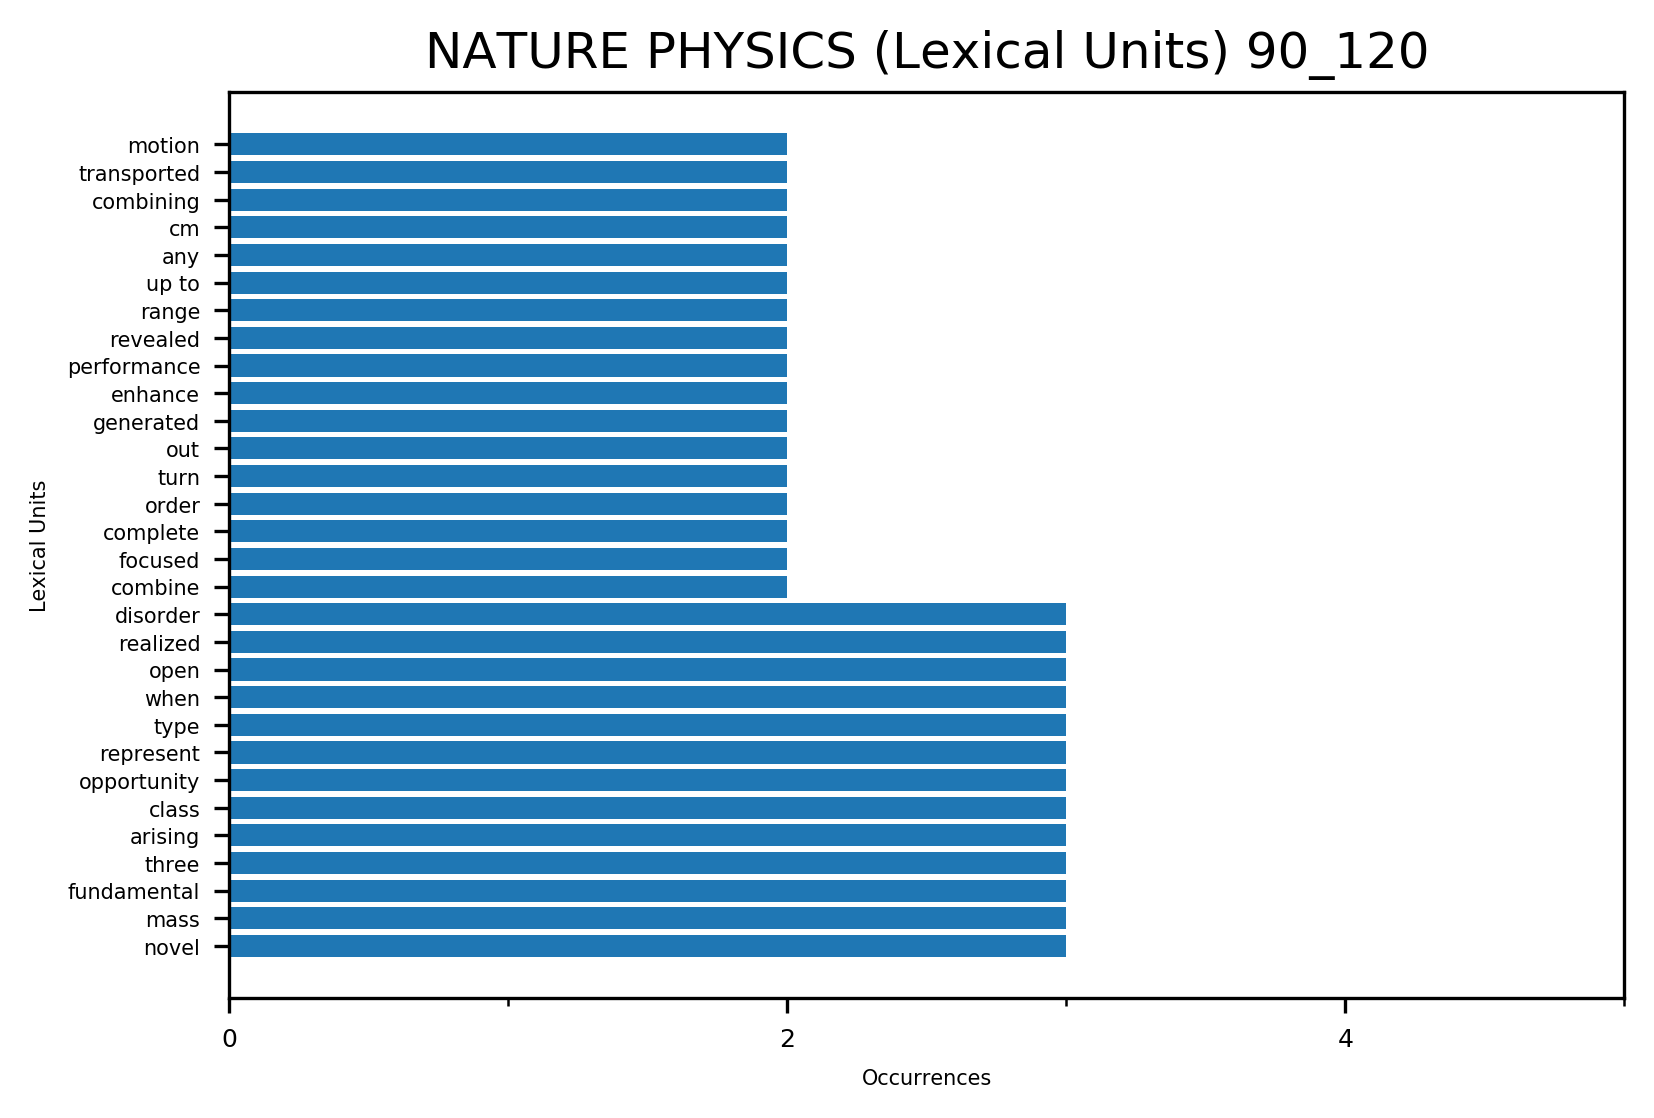 NATURE PHYSICS (Lexical Units) 90_120
motion
transported
combining
cm
any
up to
range
revealed
performance
enhance
generated
out
turn
order
complete
focused
combine
disorder
realized
open
when
type
represent
opportunity
class
arising
three
fundamental
mass
novel
Lexical Units
0 2 4
Occurrences